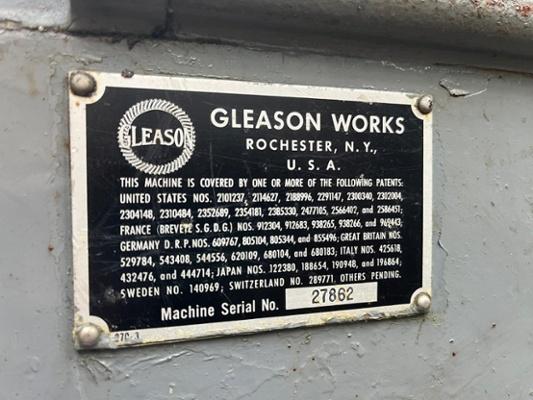 GLEASON WORKS
ROCHESTER, N.Y.,
U. S. A.
GLEASO
THIS MACHINE IS COVERED BY ONE OR MORE OF THE FOLLOWING PATENTS:
UNITED STATES NOS. 2101237, 2114627, 2188996, 2291147, 2300340, 2302004,
2304148, 2310484, 2352689, 2354181, 2385330, 2477105, 2566402, and 2586451;
FRANCE (BREVETE S.G.D.G.) NOS. 912304, 912683, 938265, 938266, and 969443;
GERMANY D.R.P. NOS. 609767, 805104, 805344, and 855496; GREAT BRITAIN NOS.
529784, 543408, 544556, 620109, 680104, and 680183; ITALY NOS. 425618,
432476, and 444714; JAPAN NOS. 122380, 188654, 190948, and 196864;
SWEDEN NO. 140969; SWITZERLAND NO. 289771. OTHERS PENDING.
Machine Serial No. 27862